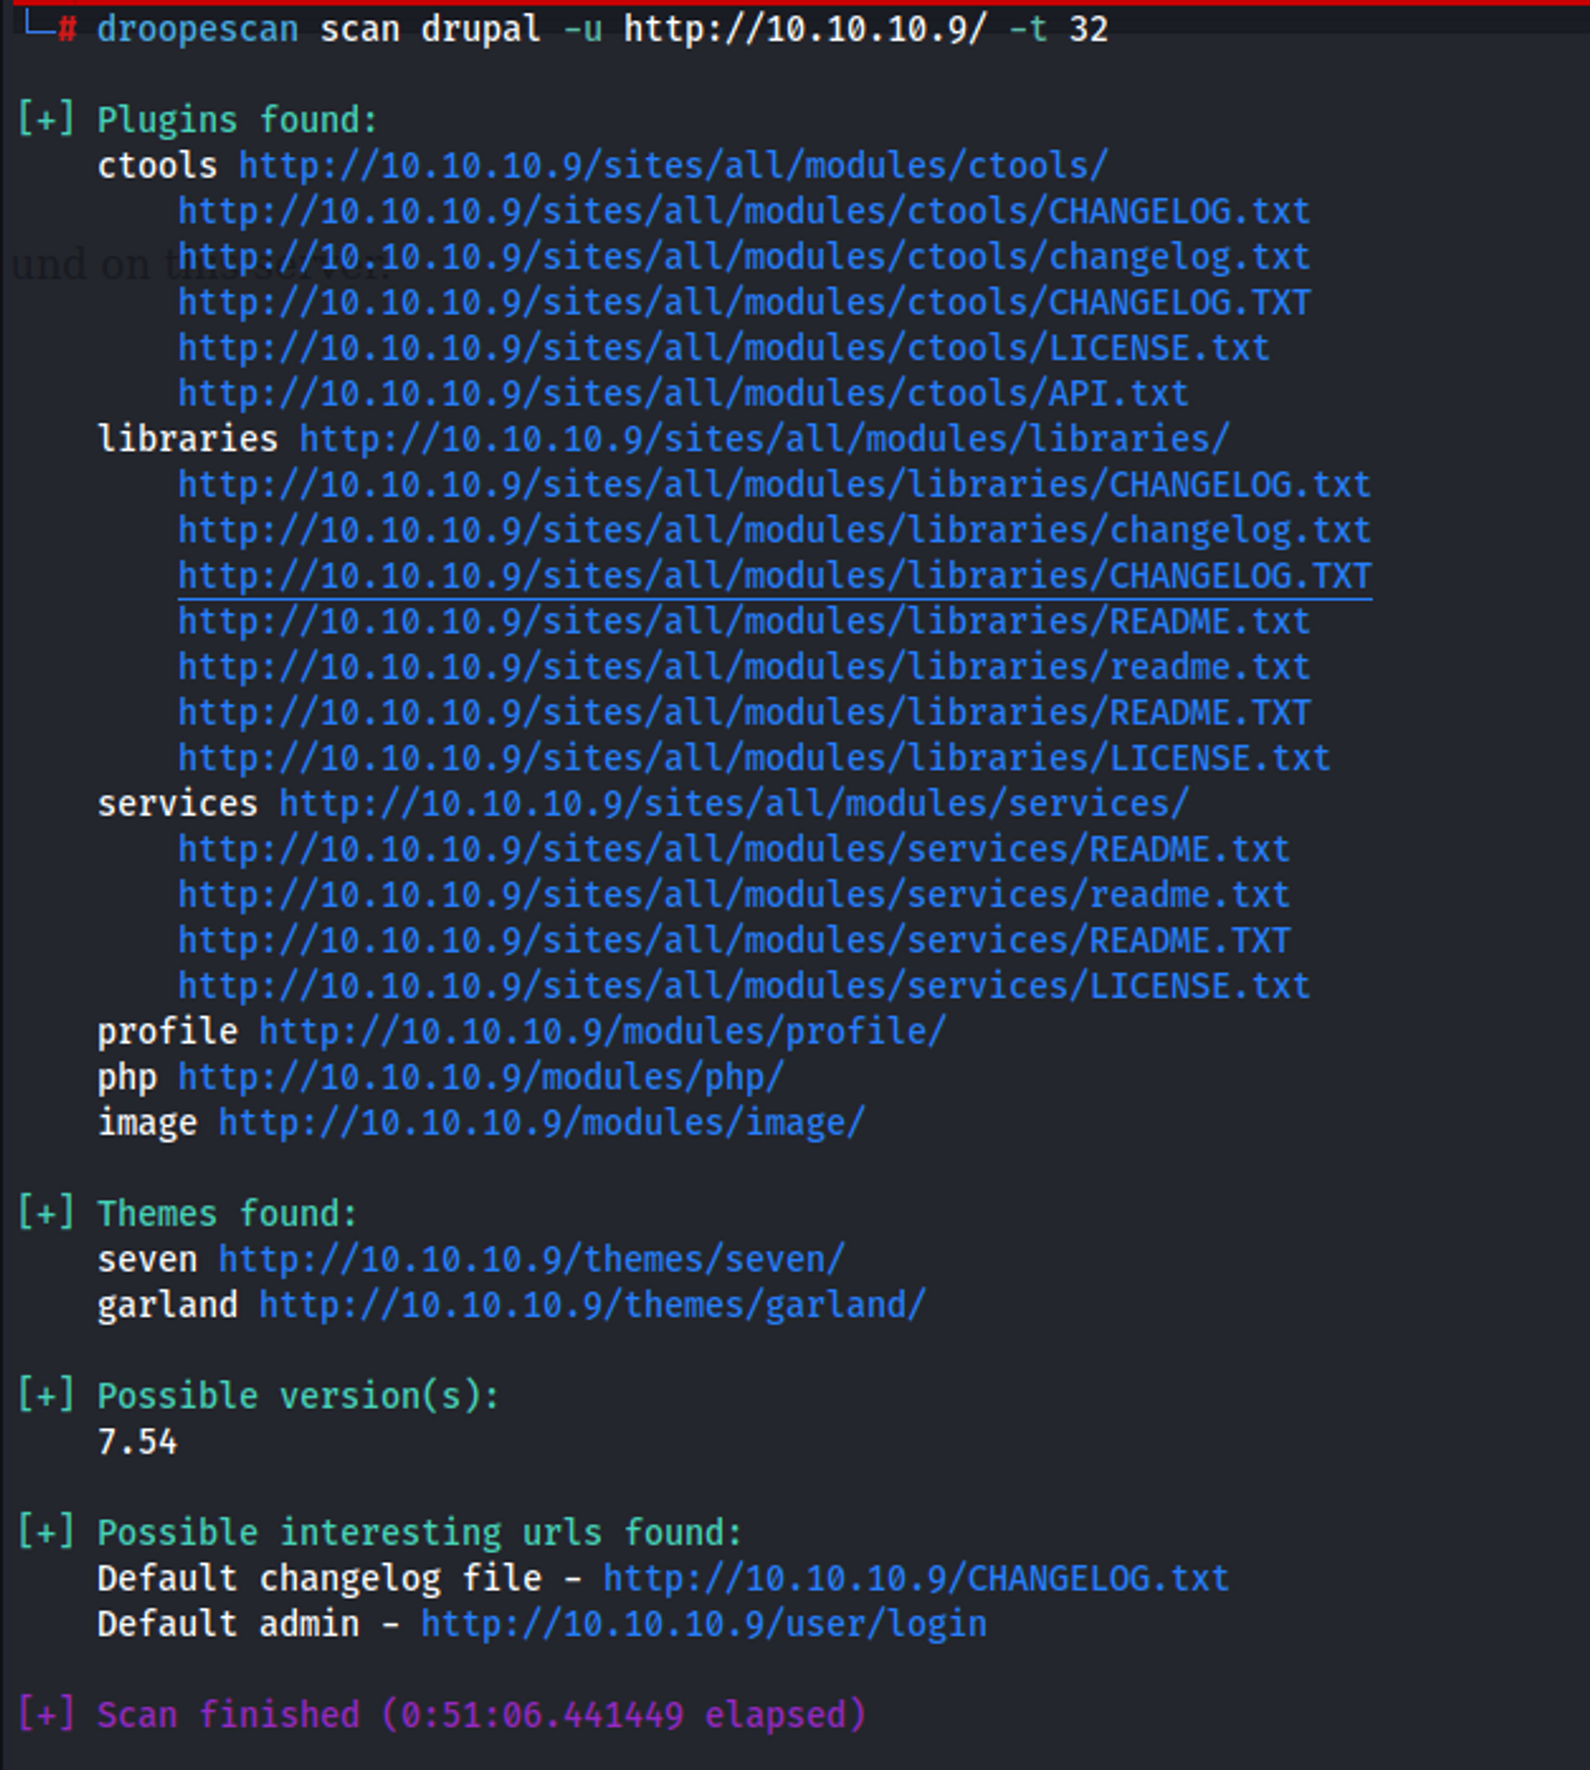 └─# droopescan scan drupal -u http://10.10.10.9/ -t 32
[+] Plugins found:
ctools http://10.10.10.9/sites/all/modules/ctools/
http://10.10.10.9/sites/all/modules/ctools/CHANGELOG.txt
http://10.10.10.9/sites/all/modules/ctools/changelog.txt
und on this server.
http://10.10.10.9/sites/all/modules/ctools/CHANGELOG.TXT
http://10.10.10.9/sites/all/modules/ctools/LICENSE.txt
http://10.10.10.9/sites/all/modules/ctools/API.txt
libraries http://10.10.10.9/sites/all/modules/libraries/
http://10.10.10.9/sites/all/modules/libraries/CHANGELOG.txt
http://10.10.10.9/sites/all/modules/libraries/changelog.txt
http://10.10.10.9/sites/all/modules/libraries/CHANGELOG.TXT
http://10.10.10.9/sites/all/modules/libraries/README.txt
http://10.10.10.9/sites/all/modules/libraries/readme.txt
http://10.10.10.9/sites/all/modules/libraries/README.TXT
http://10.10.10.9/sites/all/modules/libraries/LICENSE.txt
services http://10.10.10.9/sites/all/modules/services/
http://10.10.10.9/sites/all/modules/services/README.txt
http://10.10.10.9/sites/all/modules/services/readme.txt
http://10.10.10.9/sites/all/modules/services/README.TXT
http://10.10.10.9/sites/all/modules/services/LICENSE.txt
profile http://10.10.10.9/modules/profile/
php http://10.10.10.9/modules/php/
image http://10.10.10.9/modules/image/
[+] Themes found:
seven http://10.10.10.9/themes/seven/
garland http://10.10.10.9/themes/garland/
[+] Possible version(s):
7.54
[+] Possible interesting urls found:
Default changelog file - http://10.10.10.9/CHANGELOG.txt
Default admin - http://10.10.10.9/user/login
[+] Scan finished (0:51:06.441449 elapsed)